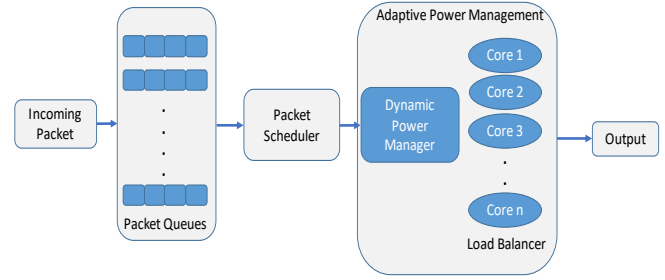 Adaptive Power Management
Incoming
Packet
Packet Queues
Packet
Scheduler
Dynamic
Power
Manager
Core 1
Core 2
Core 3
Core n
Load Balancer
Output